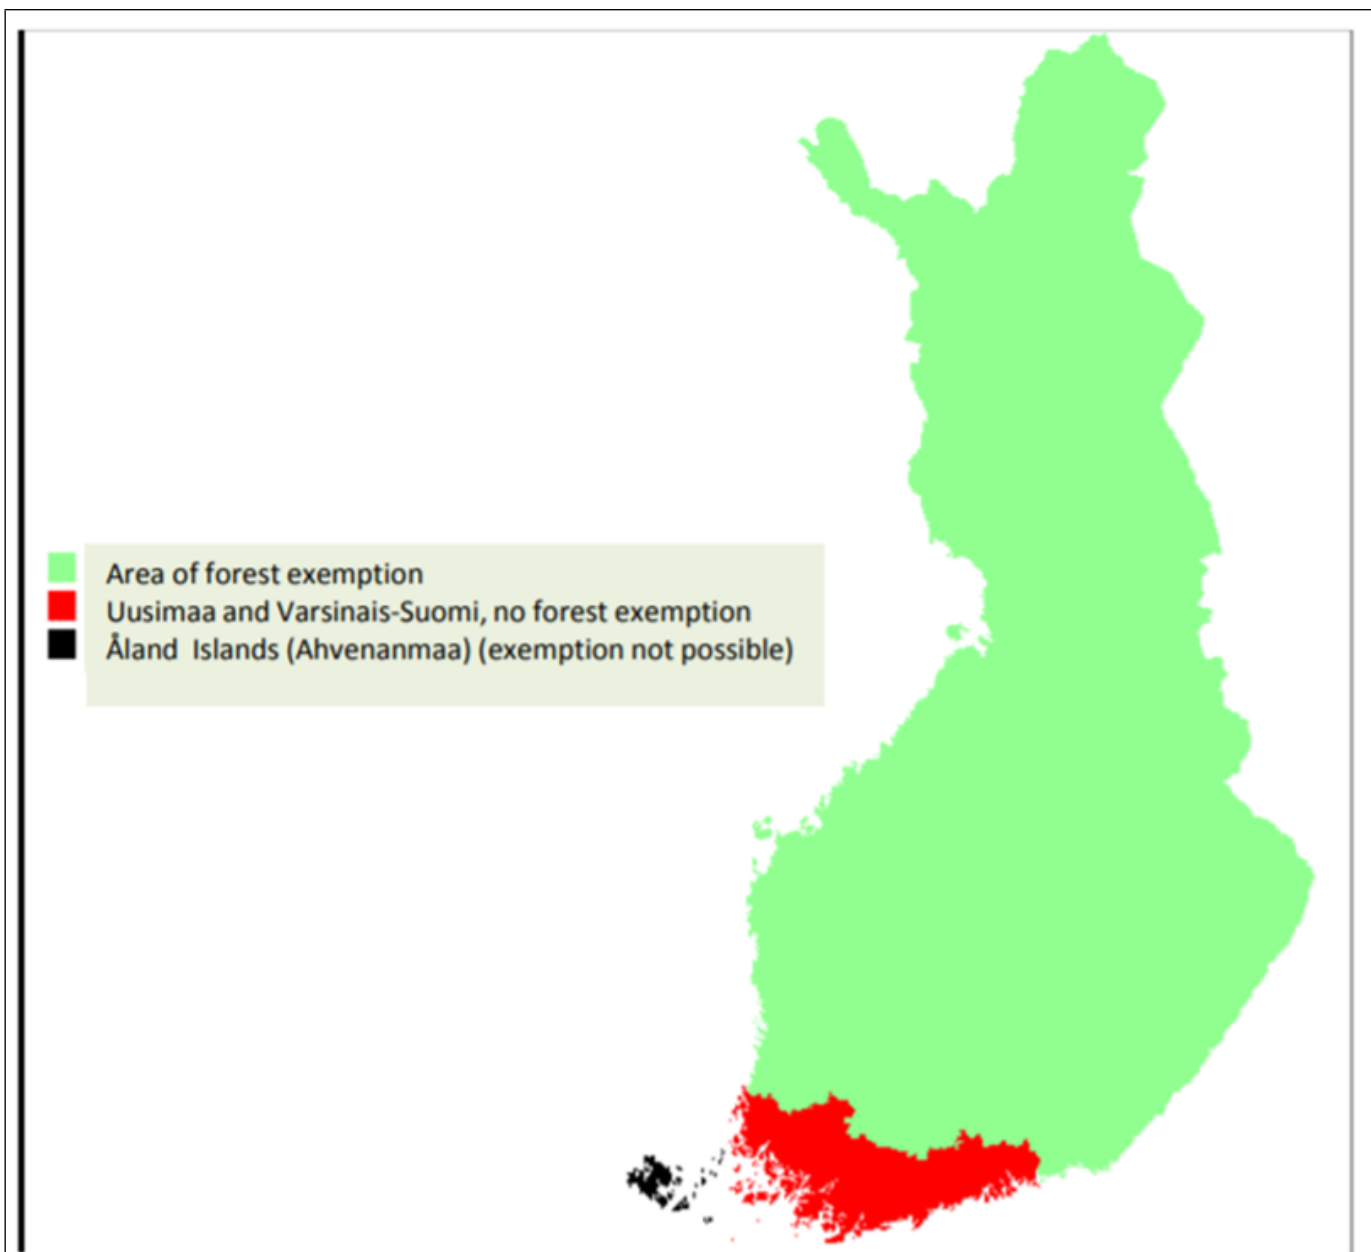 Area of forest exemption
Uusimaa and Varsinais-Suomi, no forest exemption
Åland Islands (Ahvenanmaa) (exemption not possible)